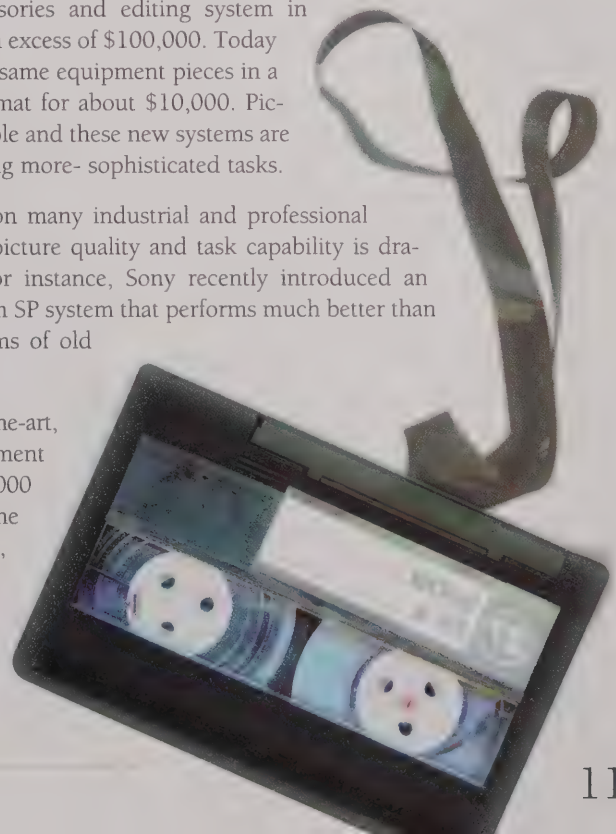 sories and editing system in
excess of $100,000. Today
same equipment pieces in a
mat for about $10,000. Pic-
ble and these new systems are
g more- sophisticated tasks.
on many industrial and professional
picture quality and task capability is dra-
or instance, Sony recently introduced an
SP system that performs much better than
ns of old
ne-art,
ment
000
ne
11